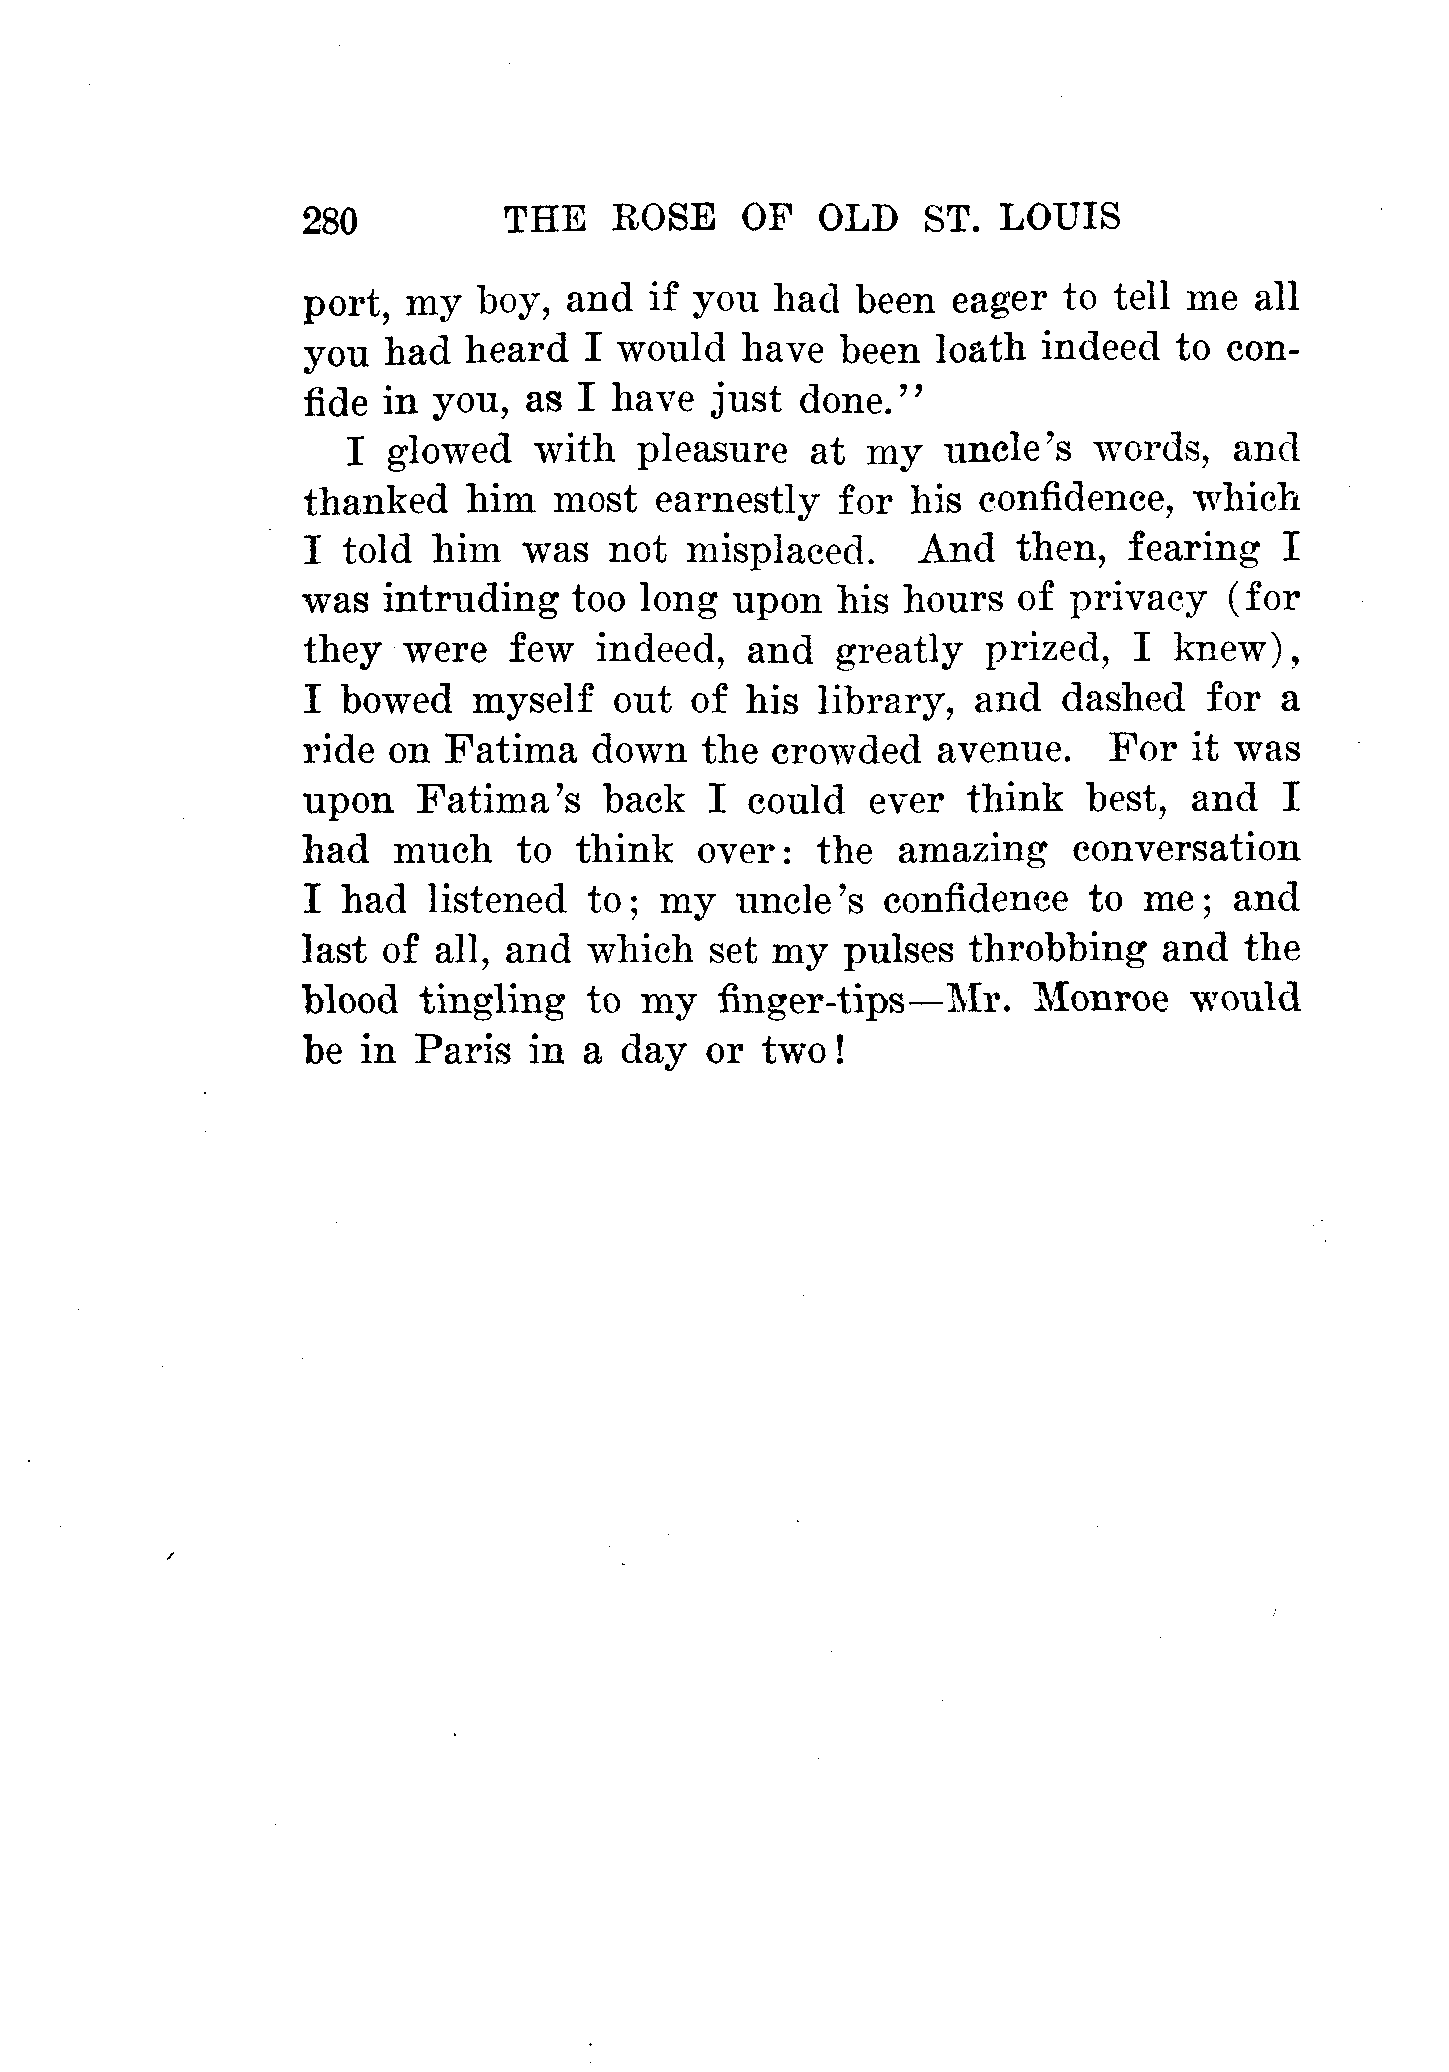 280 THE ROSE OF OLD ST. LOUIS
port, my boy, and if you had been eager to tell me all
you had heard I would have been loath indeed to con-
fide in you, as I have just done.''
I glowed with pleasure at my uncle's words, and
thanked him most earnestly for his confidence, which
I told him was not misplaced. And then, fearing I
was intruding too long upon his hours of privacy (for
they were few indeed, and greatly prized, I knew),
I bowed myself out of his library, and dashed for a
ride on Fatima down the crowded avenue. For it was
upon Fatima's back I could ever think best, and I
had much to think over: the amazing conversation
I had listened to; my uncle's confidence to me; and
last of all, and which set my pulses throbbing and the
blood tingling to my finger-tips—Mr. Monroe would
be in Paris in a day or two!